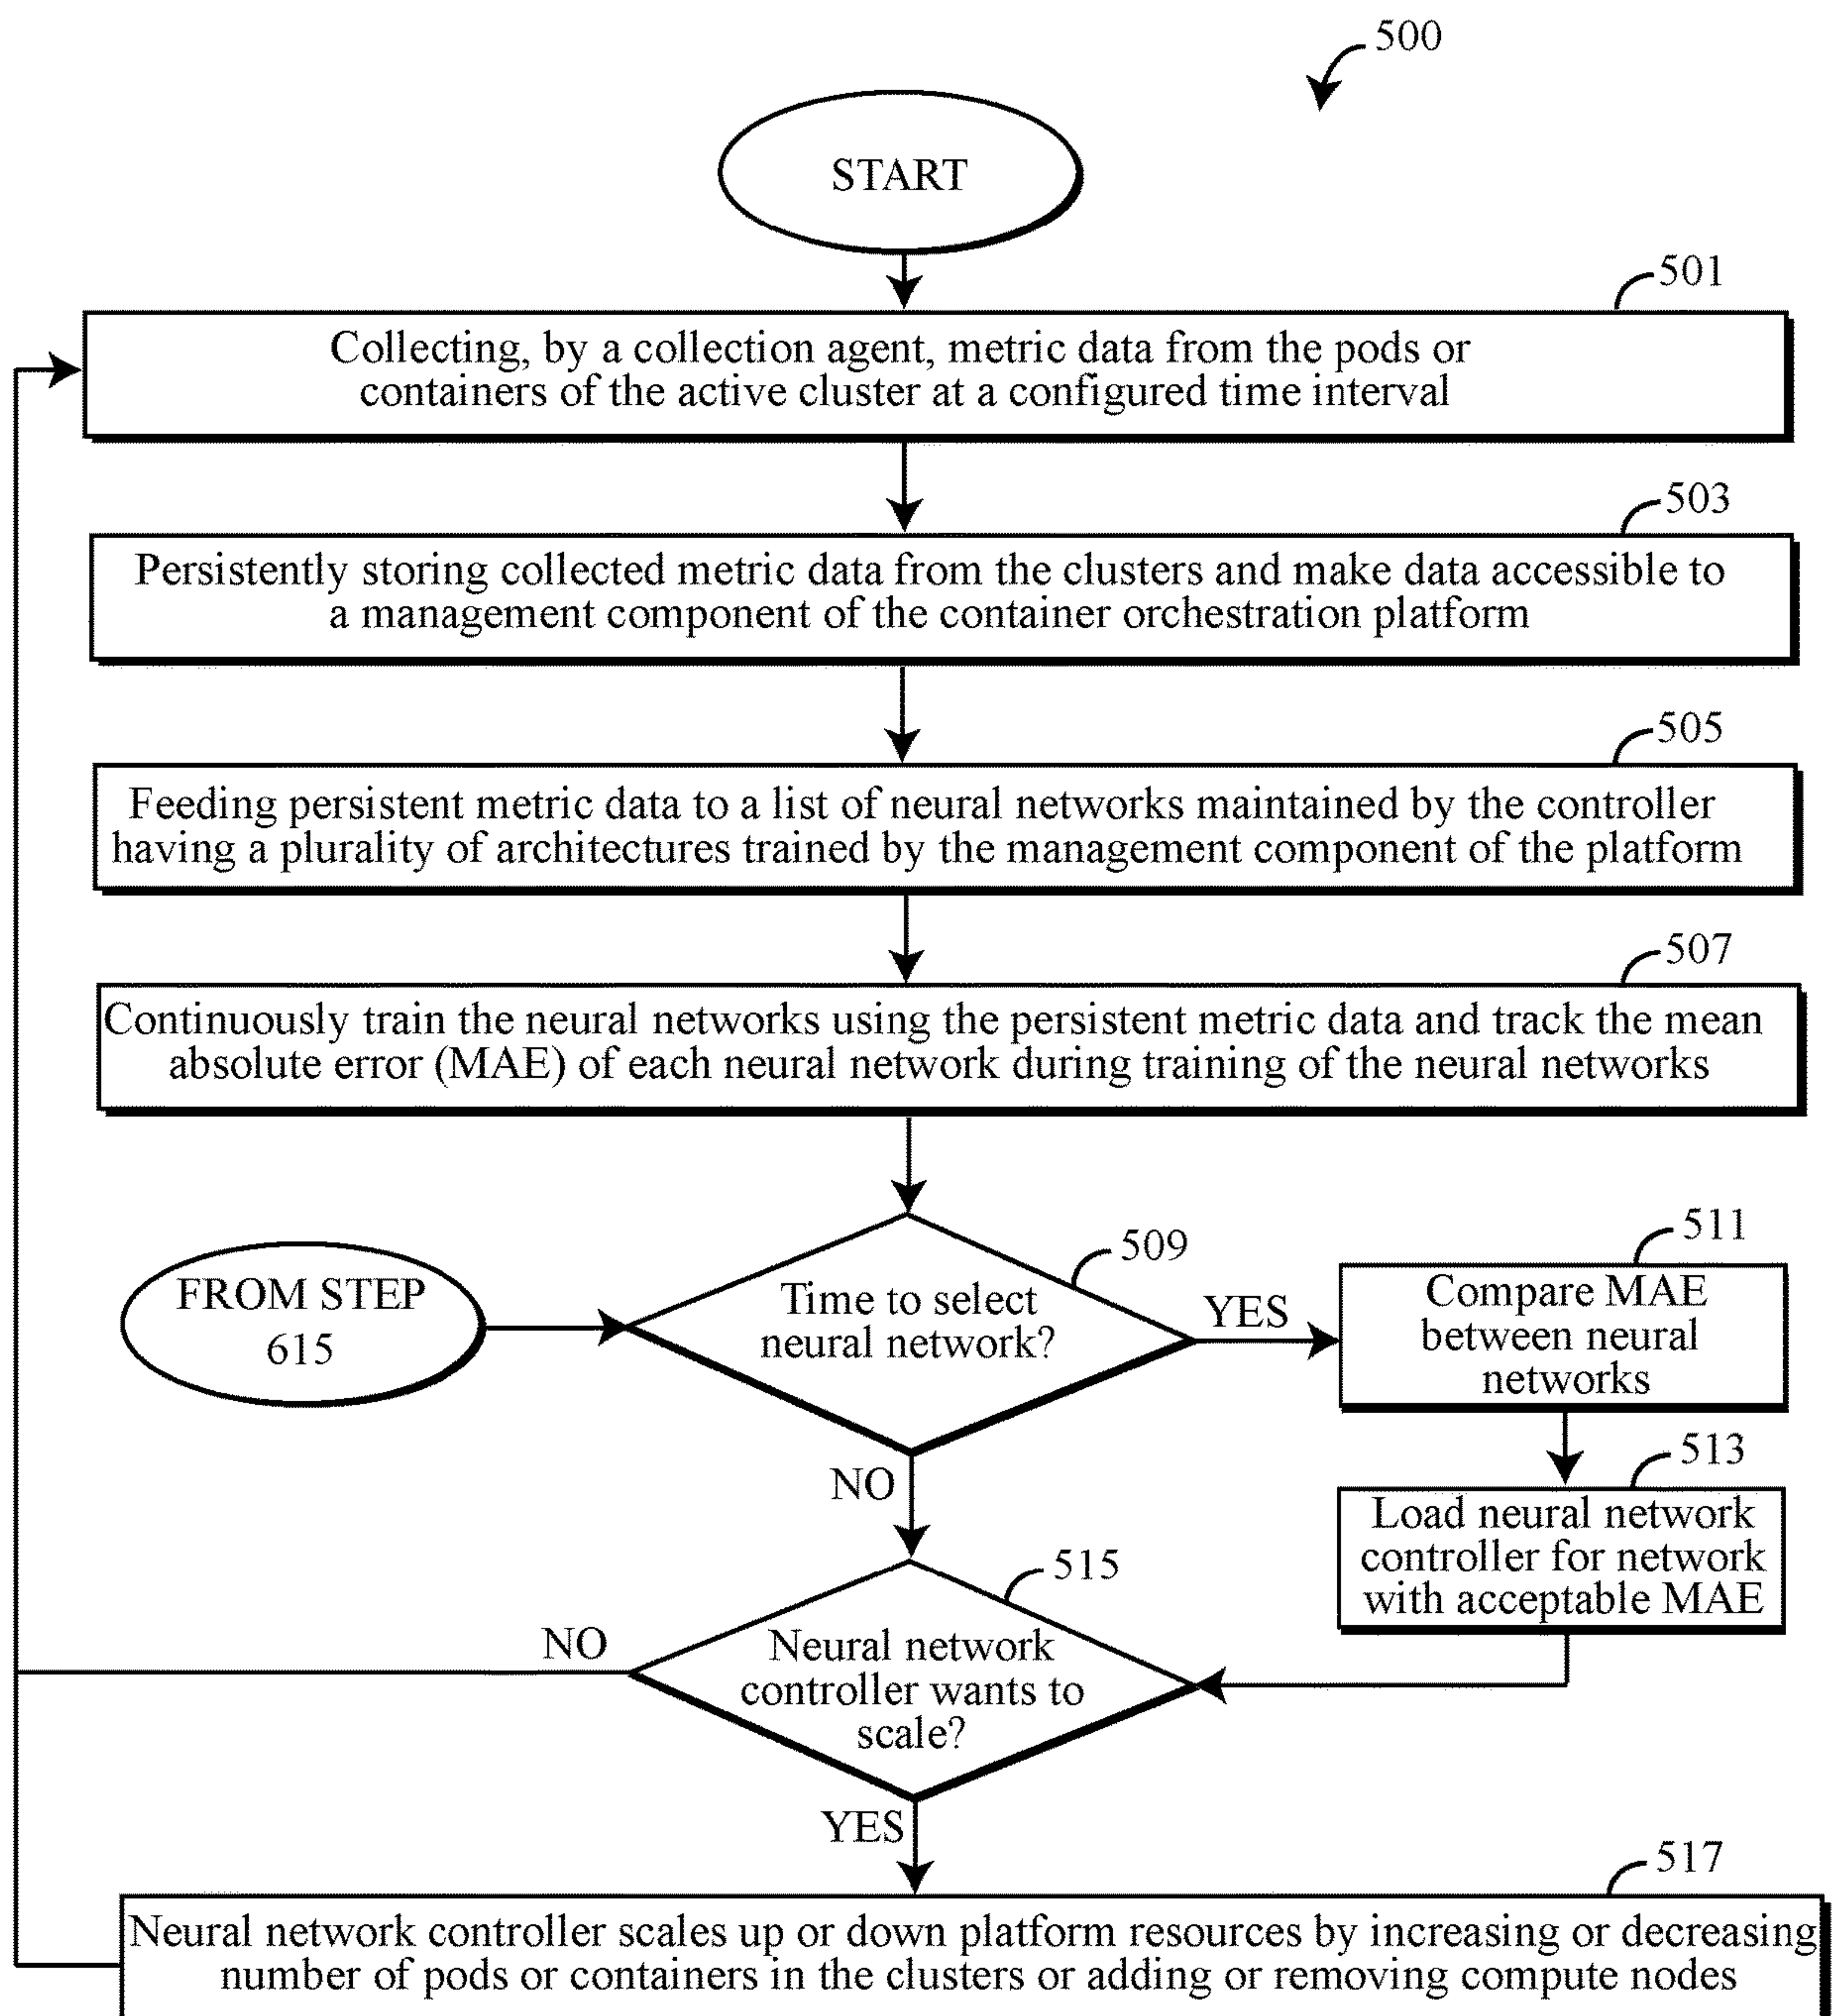 500
START
501
Collecting, by a collection agent, metric data from the pods or
containers of the active cluster at a configured time interval
503
Persistently storing collected metric data from the clusters and make data accessible to
a management component of the container orchestration platform
505
Feeding persistent metric data to a list of neural networks maintained by the controller
having a plurality of architectures trained by the management component of the platform
507
Continuously train the neural networks using the persistent metric data and track the mean
absolute error (MAE) of each neural network during training of the neural networks
FROM STEP
615
509
Time to select
neural network?
YES
511
Compare MAE
between neural
networks
NO
513
Load neural network
controller for network
with acceptable MAE
515
Neural network
controller wants to
scale?
NO
YES
517
Neural network controller scales up or down platform resources by increasing or decreasing
number of pods or containers in the clusters or adding or removing compute nodes